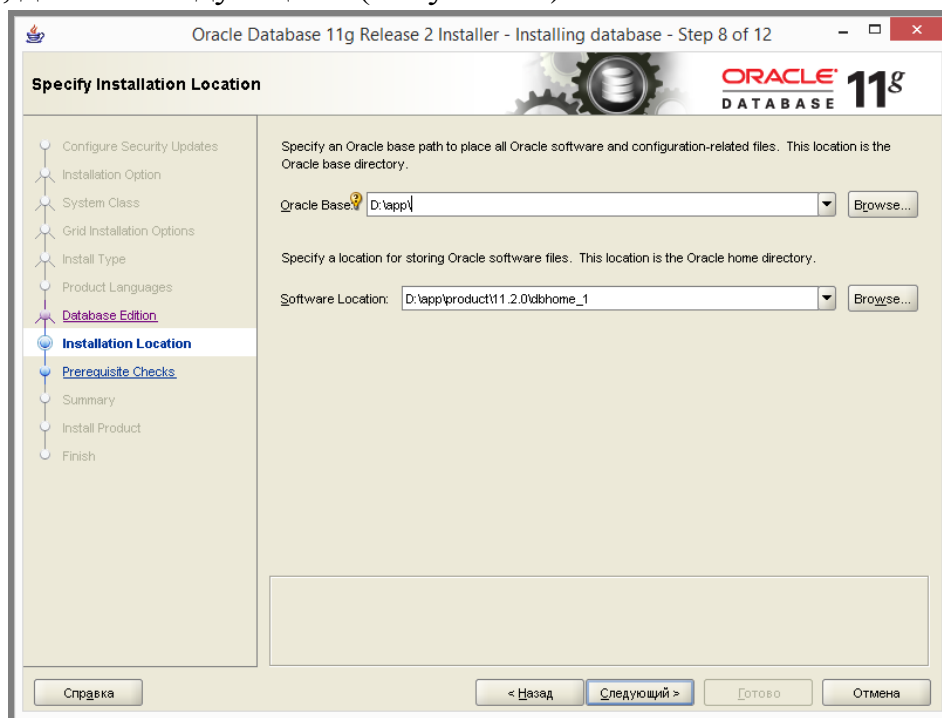 Oracle Database 11g Release 2 Installer - Installing database - Step 8 of 12
Specify Installation Location
ORACLE
DATABASE
11g
Configure Security Updates
Installation Option
System Class
Grid Installation Options
Install Type
Product Languages
Database Edition
Installation Location
Prerequisite Checks
Summary
Install Product
Finish
Specify an Oracle base path to place all Oracle software and configuration-related files. This location is the
Oracle base directory.
Oracle Base: D:\app\ Browse...
Specify a location for storing Oracle software files. This location is the Oracle home directory.
Software Location: D:\app\product\11.2.0\dbhome_1 Browse...
Справка < Назад Следующий > Готово Отмена